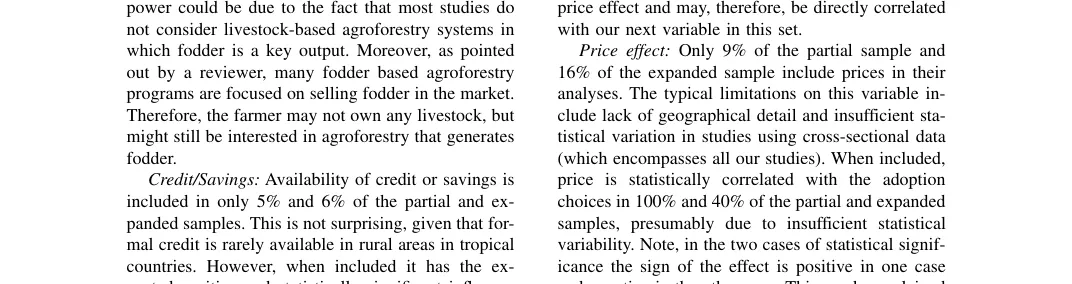 power could be due to the fact that most studies do
not consider livestock-based agroforestry systems in
which fodder is a key output. Moreover, as pointed
out by a reviewer, many fodder based agroforestry
programs are focused on selling fodder in the market.
Therefore, the farmer may not own any livestock, but
might still be interested in agroforestry that generates
fodder.
Credit/Savings: Availability of credit or savings is
included in only 5% and 6% of the partial and ex-
panded samples. This is not surprising, given that for-
mal credit is rarely available in rural areas in tropical
countries. However, when included it has the ex-
price effect and may, therefore, be directly correlated
with our next variable in this set.
Price effect: Only 9% of the partial sample and
16% of the expanded sample include prices in their
analyses. The typical limitations on this variable in-
clude lack of geographical detail and insufficient sta-
tistical variation in studies using cross-sectional data
(which encompasses all our studies). When included,
price is statistically correlated with the adoption
choices in 100% and 40% of the partial and expanded
samples, presumably due to insufficient statistical
variability. Note, in the two cases of statistical signif-
icance the sign of the effect is positive in one case